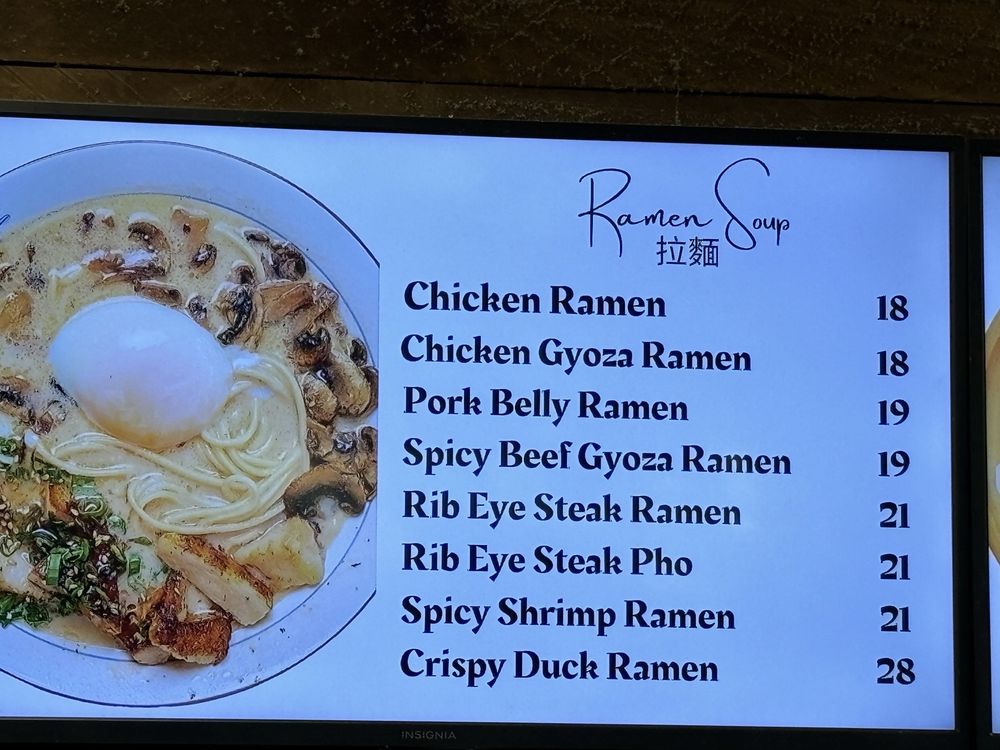 Ramen Soup
拉麵
Chicken Ramen 18
Chicken Gyoza Ramen 18
Pork Belly Ramen 19
Spicy Beef Gyoza Ramen 19
Rib Eye Steak Ramen 21
Rib Eye Steak Pho 21
Spicy Shrimp Ramen 21
Crispy Duck Ramen 28
INSIGNIA